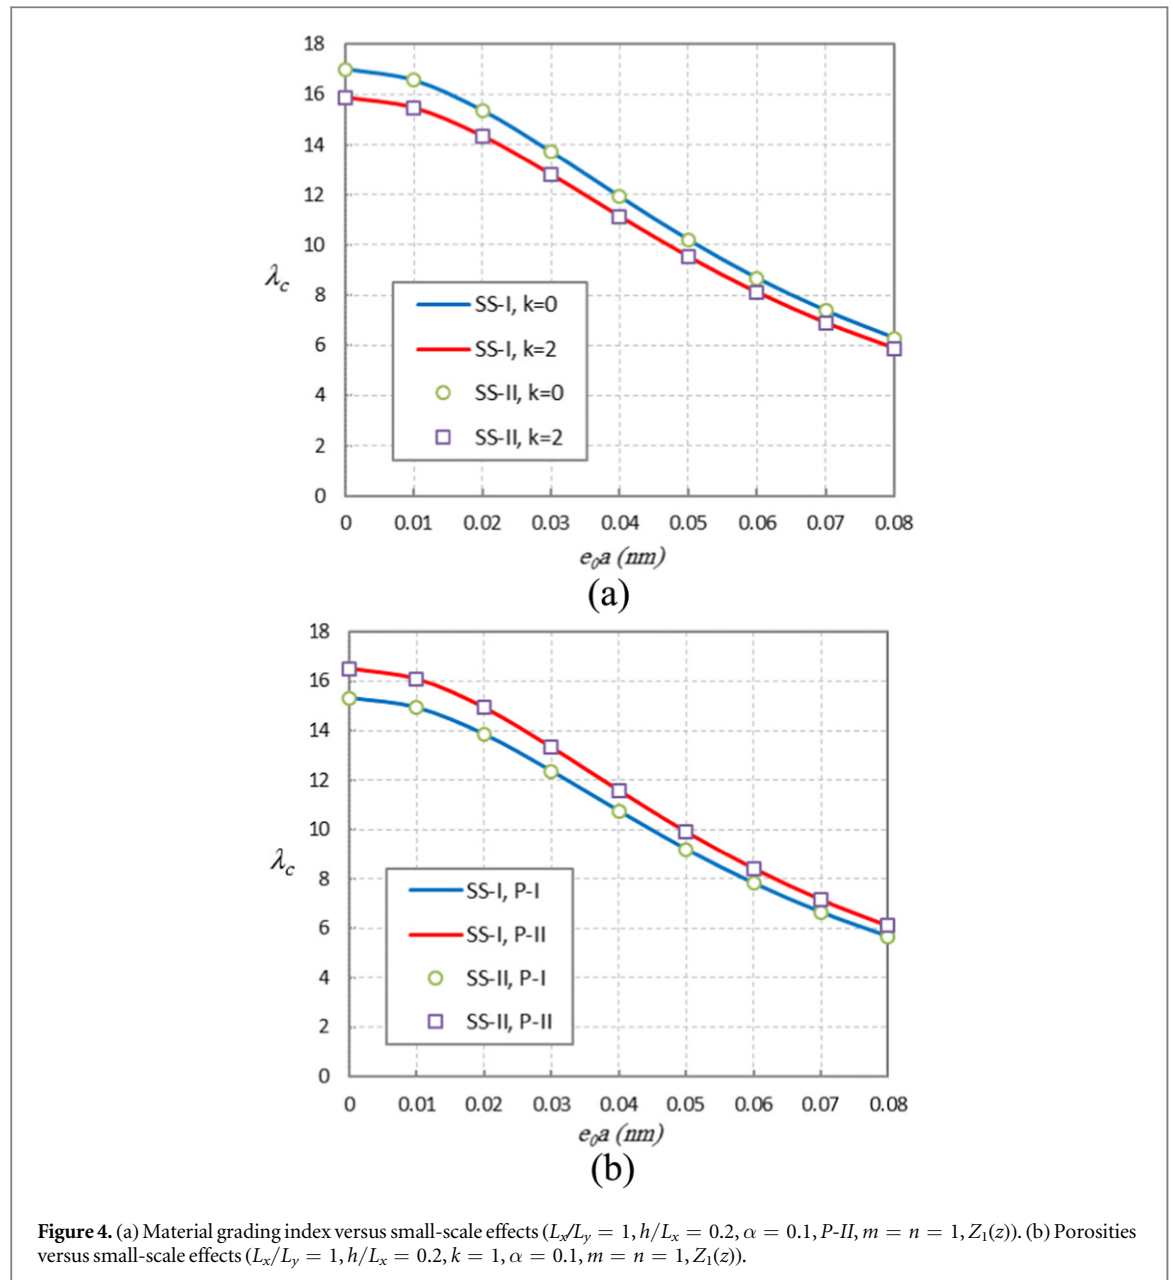 18
16
14
12
10
λc
8
SS-I, k=0
6
SS-I, k=2
4
SS-II, k=0
2
SS-II, k=2
0
0 0.01 0.02 0.03 0.04 0.05 0.06 0.07 0.08
e0a (nm)
(a)
18
16
14
12
10
λc
8
SS-I, P-I
6
SS-I, P-II
4
SS-II, P-I
2
SS-II, P-II
0
0 0.01 0.02 0.03 0.04 0.05 0.06 0.07 0.08
e0a (nm)
(b)
Figure 4. (a) Material grading index versus small-scale effects (Lx/Ly = 1, h/Lx = 0.2, α = 0.1, P-II, m = n = 1, Z1(z)). (b) Porosities
versus small-scale effects (Lx/Ly = 1, h/Lx = 0.2, k = 1, α = 0.1, m = n = 1, Z1(z)).